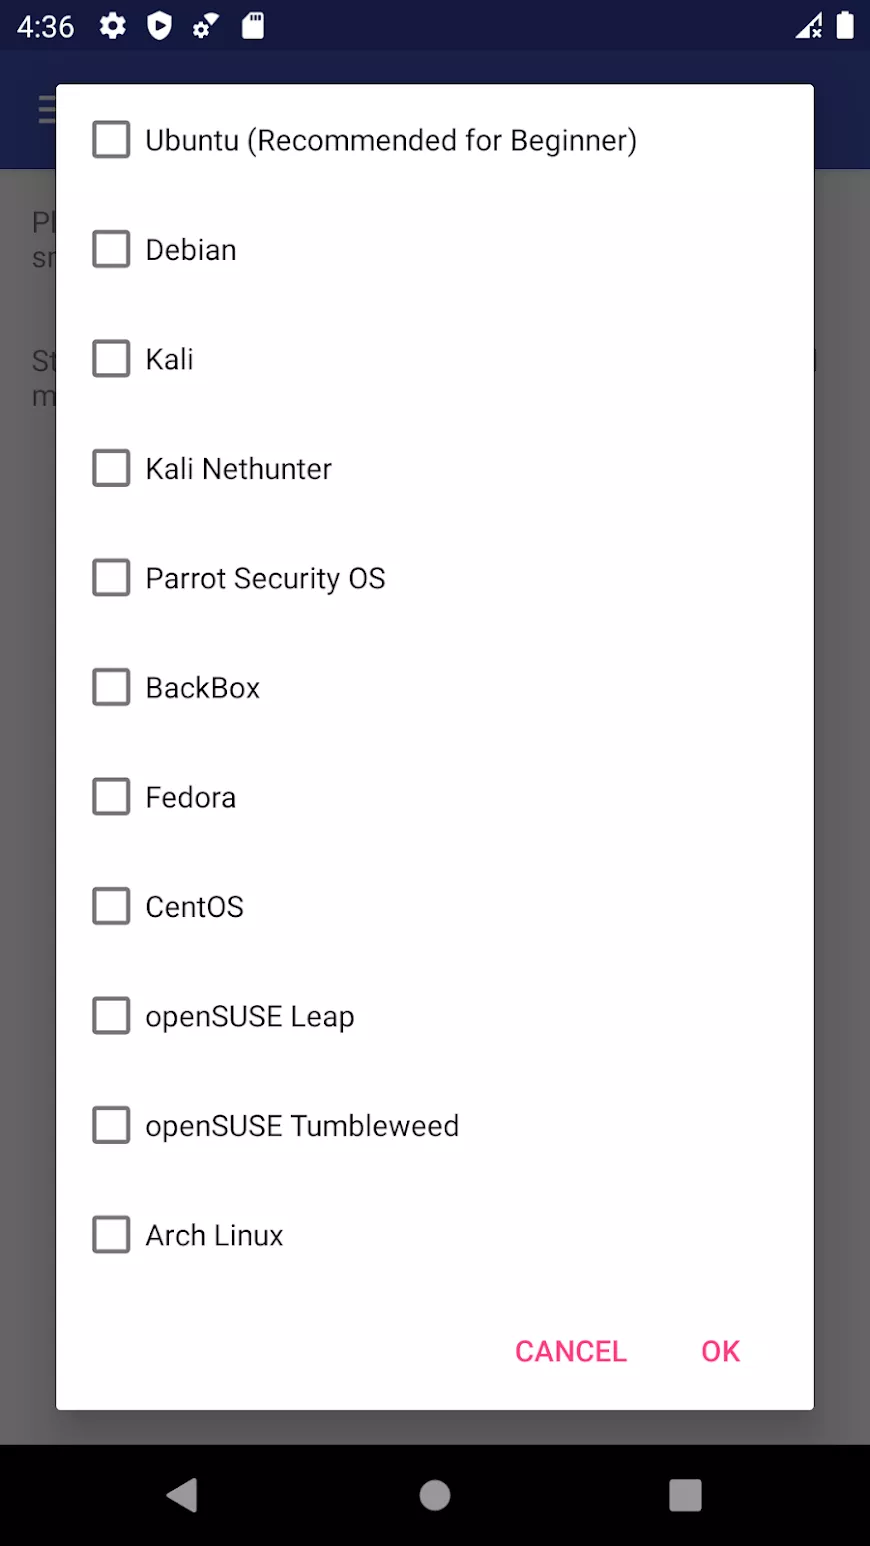 4:36
Ubuntu (Recommended for Beginner)
Debian
Kali
Kali Nethunter
Parrot Security OS
BackBox
Fedora
CentOS
openSUSE Leap
openSUSE Tumbleweed
Arch Linux
CANCEL OK